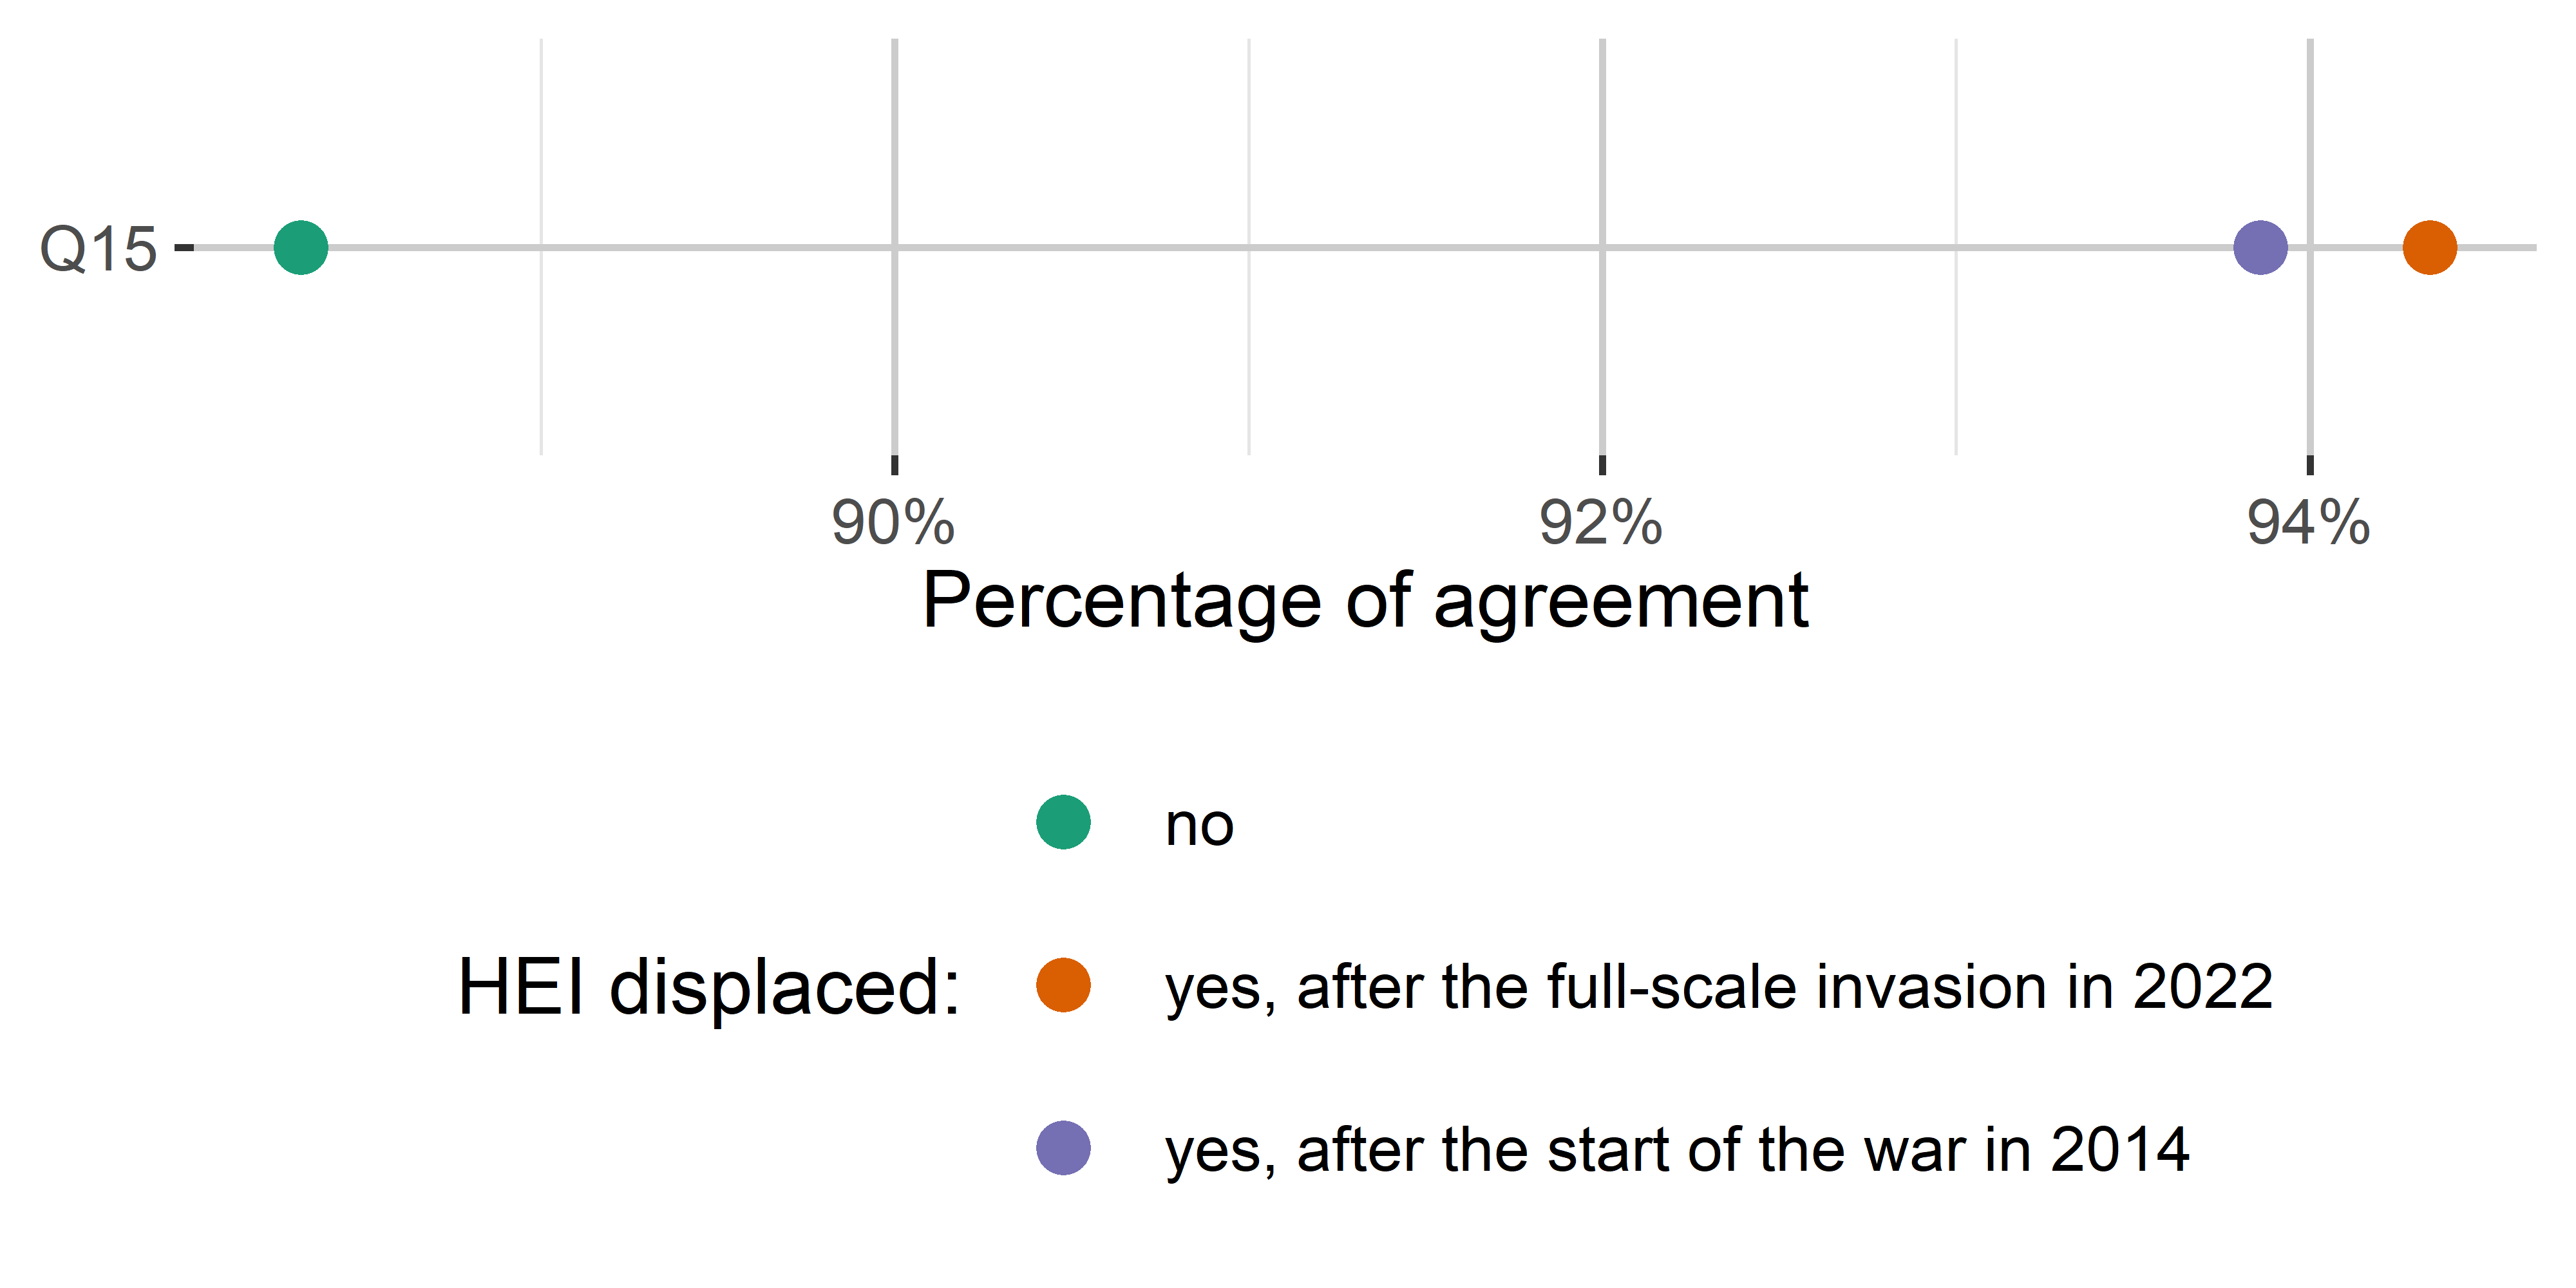 Q15
90% 92% 94%
Percentage of agreement
no
HEI displaced: yes, after the full-scale invasion in 2022
yes, after the start of the war in 2014